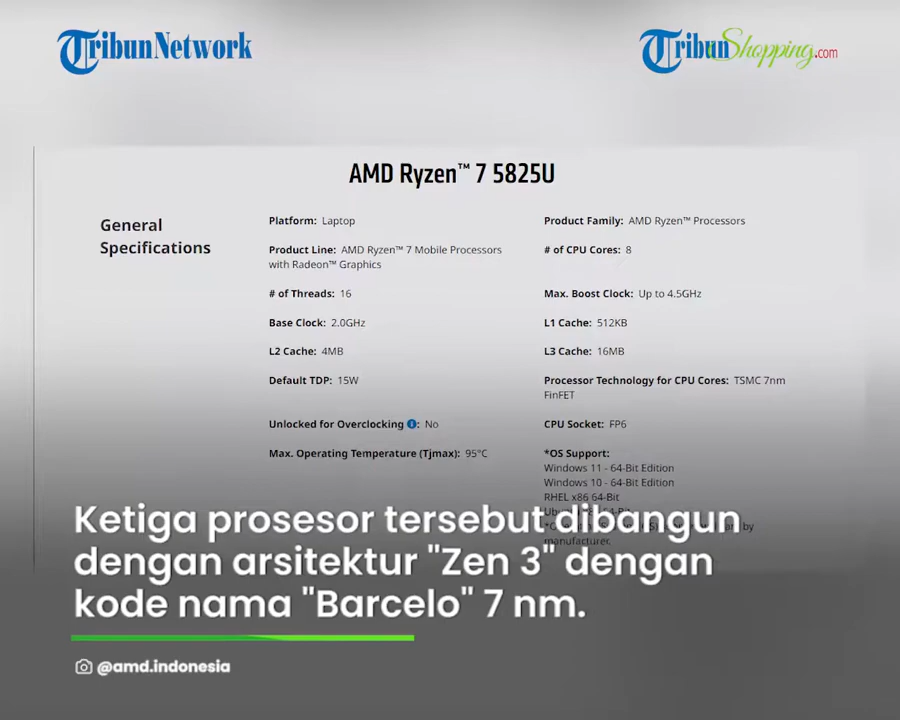 TribunNetwork
TribunShopping.com
AMD Ryzen™ 7 5825U
General
Specifications
Platform: Laptop
Product Family: AMD Ryzen™ Processors
Product Line: AMD Ryzen™ 7 Mobile Processors
with Radeon™ Graphics
# of CPU Cores: 8
# of Threads: 16
Max. Boost Clock: Up to 4.5GHz
Base Clock: 2.0GHz
L1 Cache: 512KB
L2 Cache: 4MB
L3 Cache: 16MB
Default TDP: 15W
Processor Technology for CPU Cores: TSMC 7nm
FinFET
Unlocked for Overclocking: No
CPU Socket: FP6
Max. Operating Temperature (Tjmax): 95°C
*OS Support:
Windows 11 - 64-Bit Edition
Windows 10 - 64-Bit Edition
RHEL x86 64-Bit
by
manufacturer.
Ketiga prosesor tersebut dibangun
dengan arsitektur "Zen 3" dengan
kode nama "Barcelo" 7 nm.
@amd.indonesia